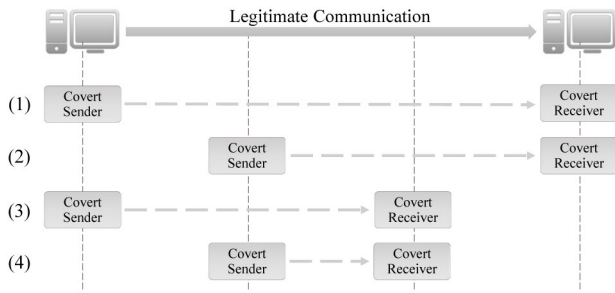 Legitimate Communication
(1)
Covert
Sender
Covert
Receiver
(2)
Covert
Sender
Covert
Receiver
(3)
Covert
Sender
Covert
Receiver
(4)
Covert
Sender
Covert
Receiver